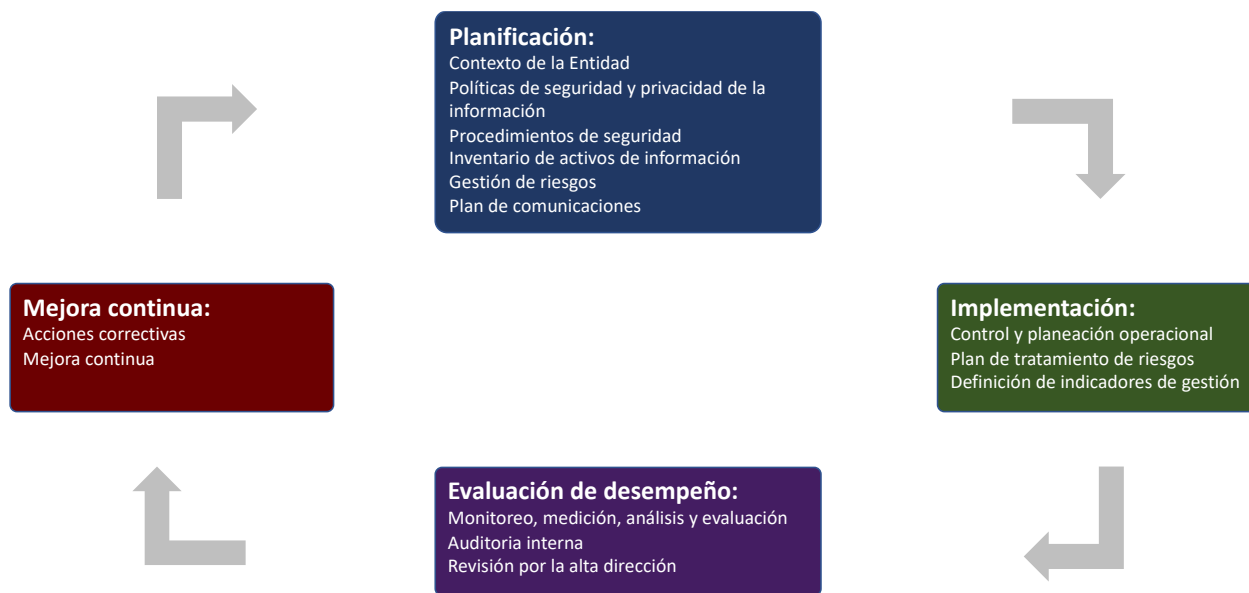 Planificación:
Contexto de la Entidad
Políticas de seguridad y privacidad de la
información
Procedimientos de seguridad
Inventario de activos de información
Gestión de riesgos
Plan de comunicaciones
Mejora continua:
Acciones correctivas
Mejora continua
Implementación:
Control y planeación operacional
Plan de tratamiento de riesgos
Definición de indicadores de gestión
Evaluación de desempeño:
Monitoreo, medición, análisis y evaluación
Auditoria interna
Revisión por la alta dirección